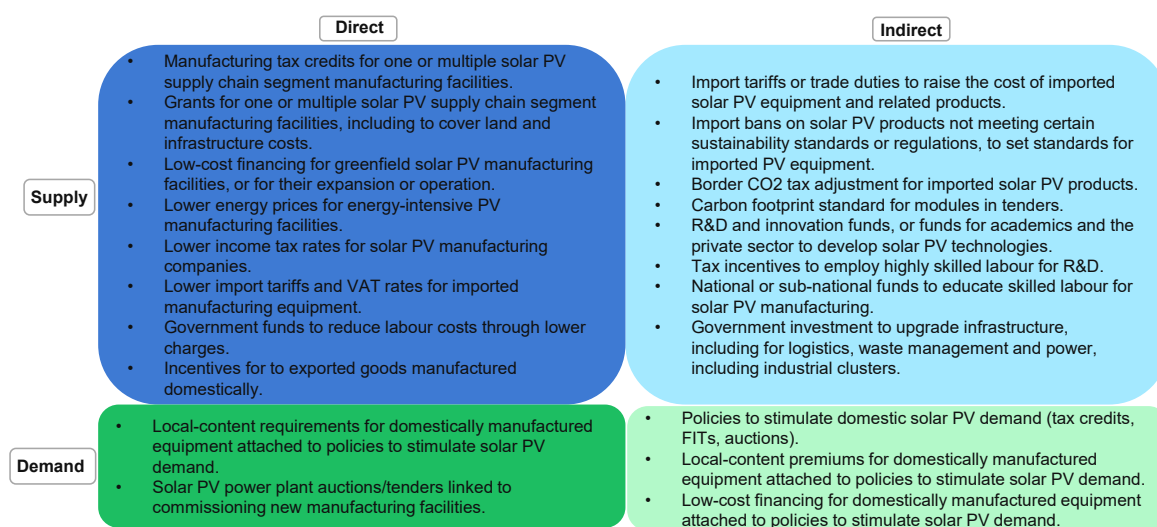 Direct
Indirect
Supply
• Manufacturing tax credits for one or multiple solar PV
supply chain segment manufacturing facilities.
• Grants for one or multiple solar PV supply chain segment
manufacturing facilities, including to cover land and
infrastructure costs.
• Low-cost financing for greenfield solar PV manufacturing
facilities, or for their expansion or operation.
• Lower energy prices for energy-intensive PV
manufacturing facilities.
• Lower income tax rates for solar PV manufacturing
companies.
• Lower import tariffs and VAT rates for imported
manufacturing equipment.
• Government funds to reduce labour costs through lower
charges.
• Incentives for to exported goods manufactured
domestically.
• Import tariffs or trade duties to raise the cost of imported
solar PV equipment and related products.
• Import bans on solar PV products not meeting certain
sustainability standards or regulations, to set standards for
imported PV equipment.
• Border CO2 tax adjustment for imported solar PV products.
• Carbon footprint standard for modules in tenders.
• R&D and innovation funds, or funds for academics and the
private sector to develop solar PV technologies.
• Tax incentives to employ highly skilled labour for R&D.
• National or sub-national funds to educate skilled labour for
solar PV manufacturing.
• Government investment to upgrade infrastructure,
including for logistics, waste management and power,
including industrial clusters.
Demand
• Local-content requirements for domestically manufactured
equipment attached to policies to stimulate solar PV
demand.
• Solar PV power plant auctions/tenders linked to
commissioning new manufacturing facilities.
• Policies to stimulate domestic solar PV demand (tax credits,
FITs, auctions).
• Local-content premiums for domestically manufactured
equipment attached to policies to stimulate solar PV demand.
• Low-cost financing for domestically manufactured equipment
attached to policies to stimulate solar PV demand.